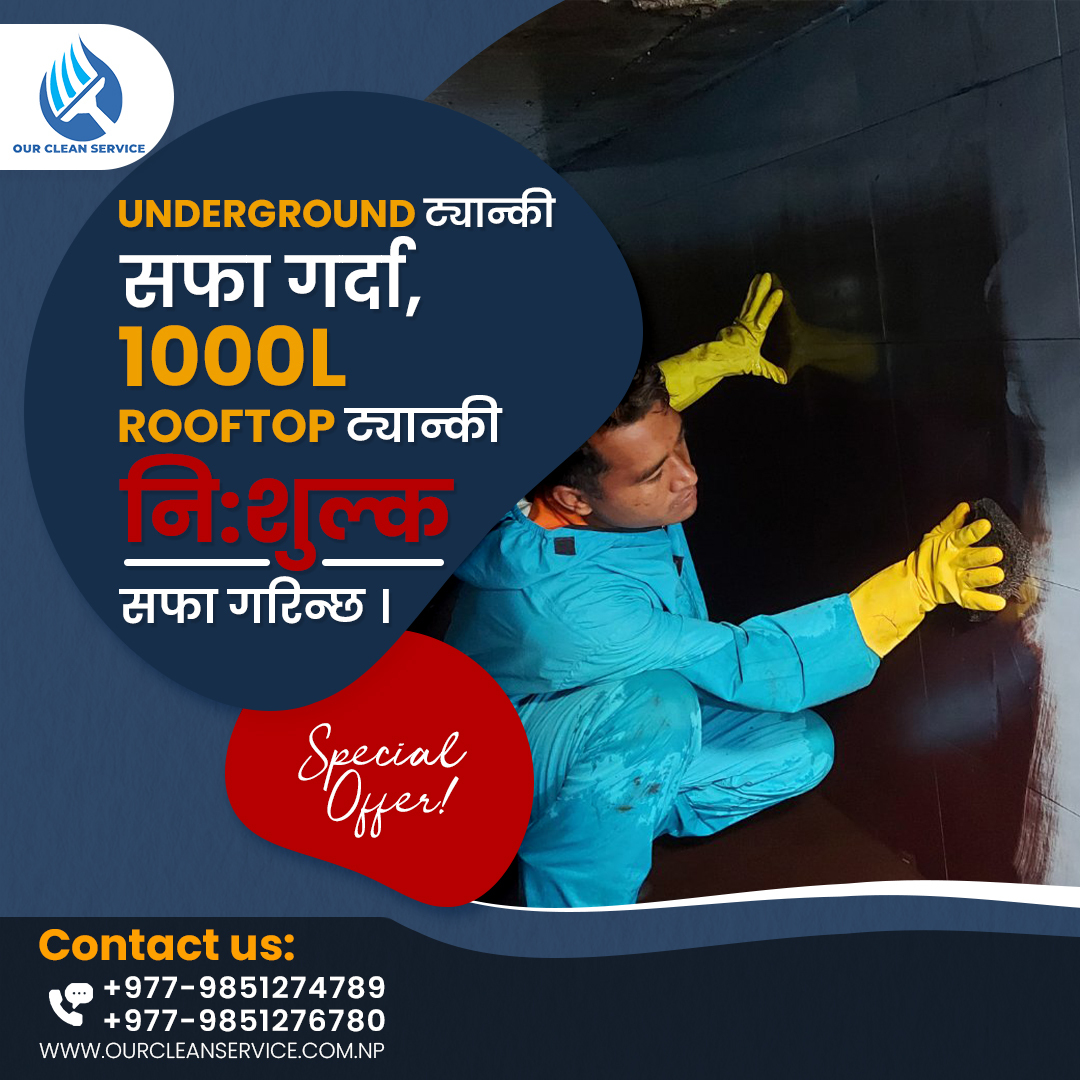 OUR CLEAN SERVICE
UNDERGROUND ट्यान्की
सफा गर्दा,
1000L
ROOFTOP ट्यान्की
नि:शुल्क
सफा गरिन्छ ।
Special
Offer!
Contact us:
+977-9851274789
+977-9851276780
WWW.OURCLEANSERVICE.COM.NP